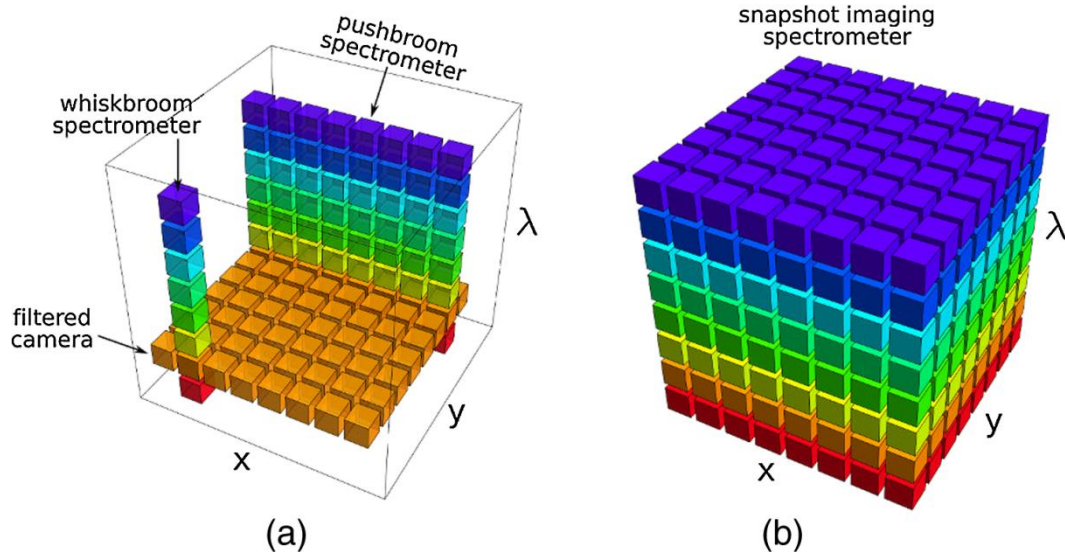 pushbroom
spectrometer
whiskbroom
spectrometer
filtered
camera
λ
y
x
(a)
snapshot imaging
spectrometer
λ
y
x
(b)